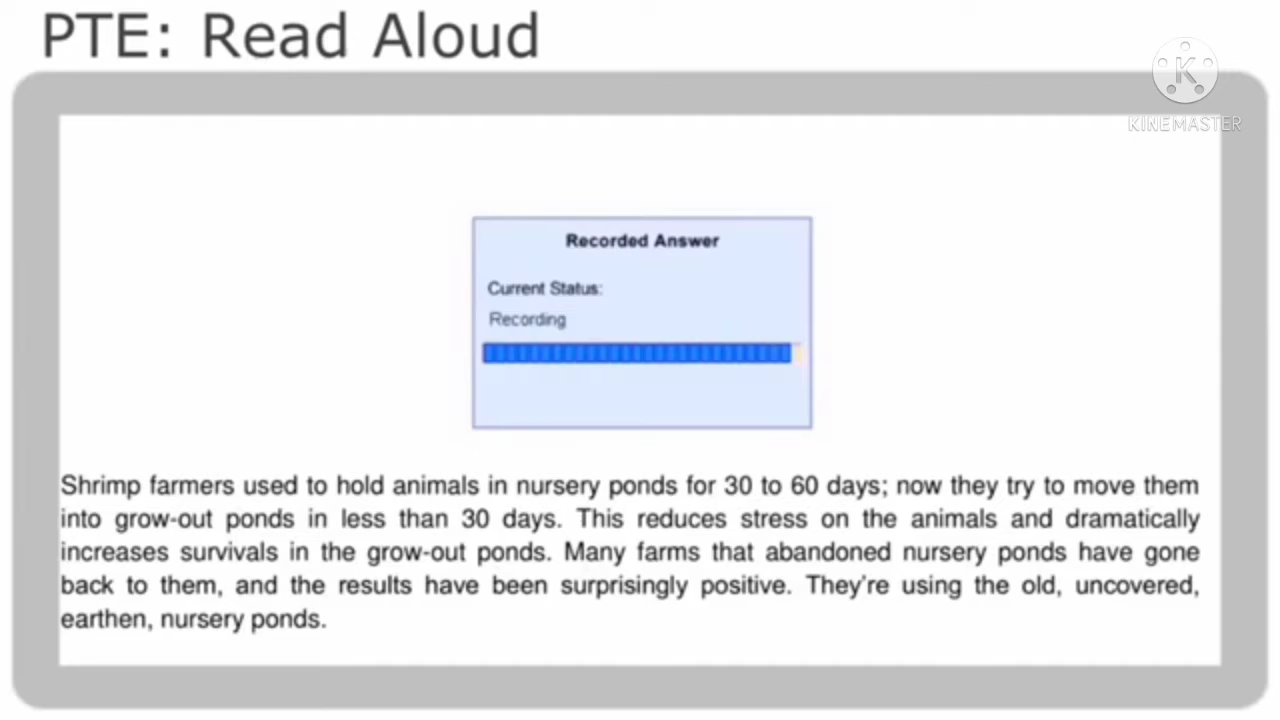 PTE: Read Aloud
K
KINEMASTER
Recorded Answer
Current Status:
Recording
Shrimp farmers used to hold animals in nursery ponds for 30 to 60 days; now they try to move them
into grow-out ponds in less than 30 days. This reduces stress on the animals and dramatically
increases survivals in the grow-out ponds. Many farms that abandoned nursery ponds have gone
back to them, and the results have been surprisingly positive. They're using the old, uncovered,
earthen, nursery ponds.